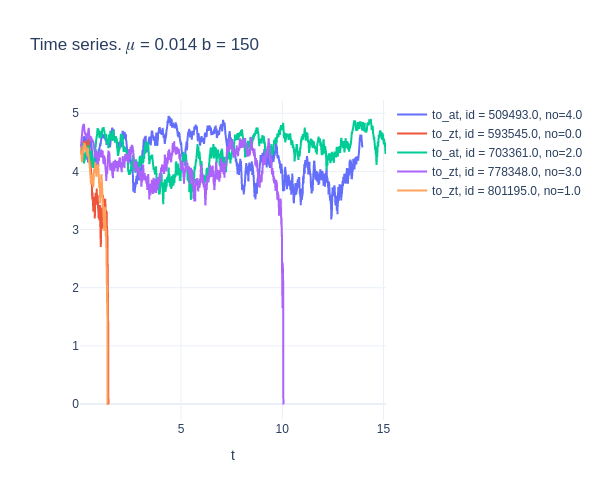 Time series. μ = 0.014 b = 150
to_at, id = 509493.0, no=4.0
to_zt, id = 593545.0, no=0.0
to_at, id = 703361.0, no=2.0
to_zt, id = 778348.0, no=3.0
to_zt, id = 801195.0, no=1.0
5
4
3
2
1
0
5 10 15
t